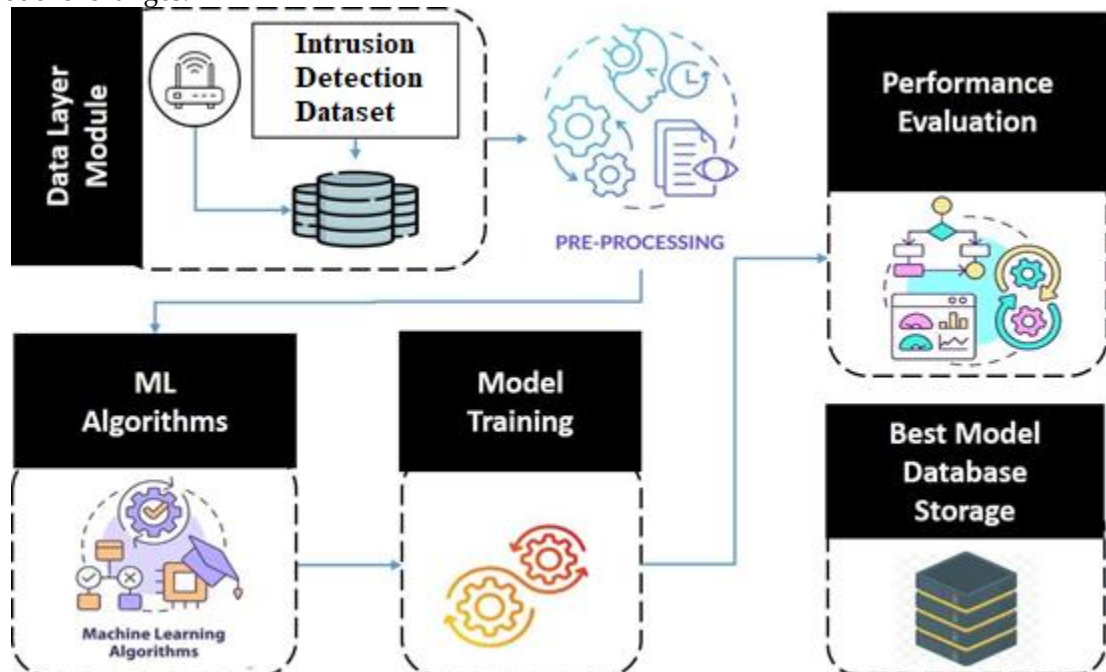 Data Layer
Module
Intrusion
Detection
Dataset
PRE-PROCESSING
Performance
Evaluation
ML
Algorithms
Machine Learning
Algorithms
Model
Training
Best Model
Database
Storage